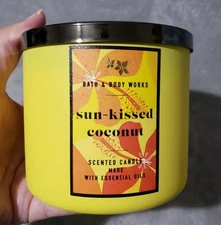 BATH & BODY WORKS
sun-kissed
coconut
SCENTED CANDLE
MADE
WITH ESSENTIAL OILS